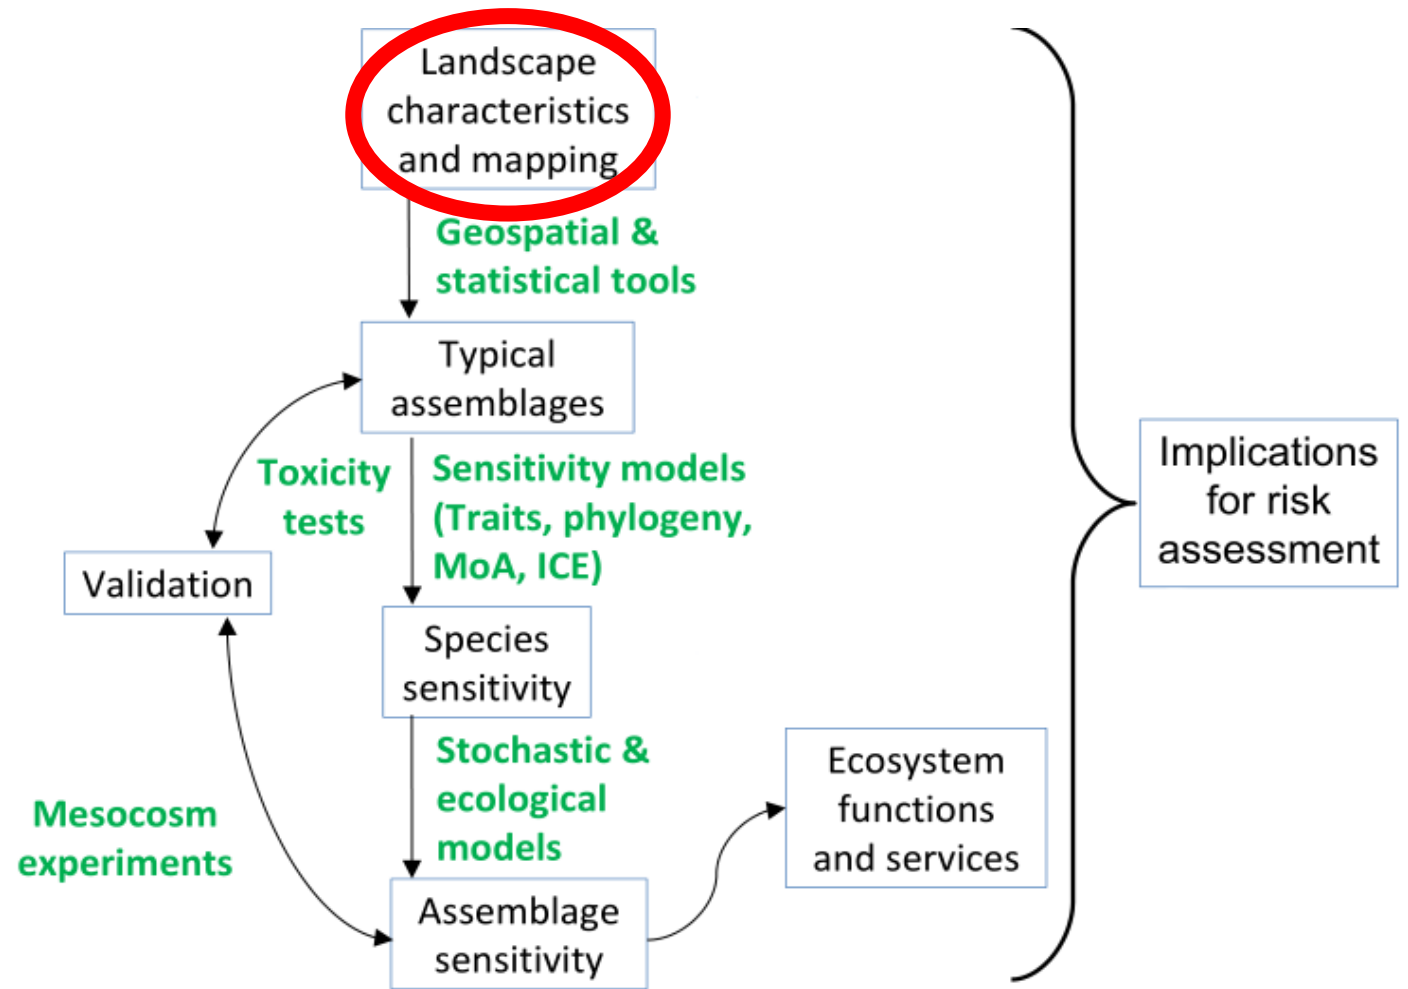 Landscape
characteristics
and mapping
Geospatial &
statistical tools
Typical
assemblages
Toxicity
tests
Sensitivity models
(Traits, phylogeny,
MoA, ICE)
Validation
Species
sensitivity
Stochastic &
ecological
models
Mesocosm
experiments
Assemblage
sensitivity
Ecosystem
functions
and services
Implications
for risk
assessment